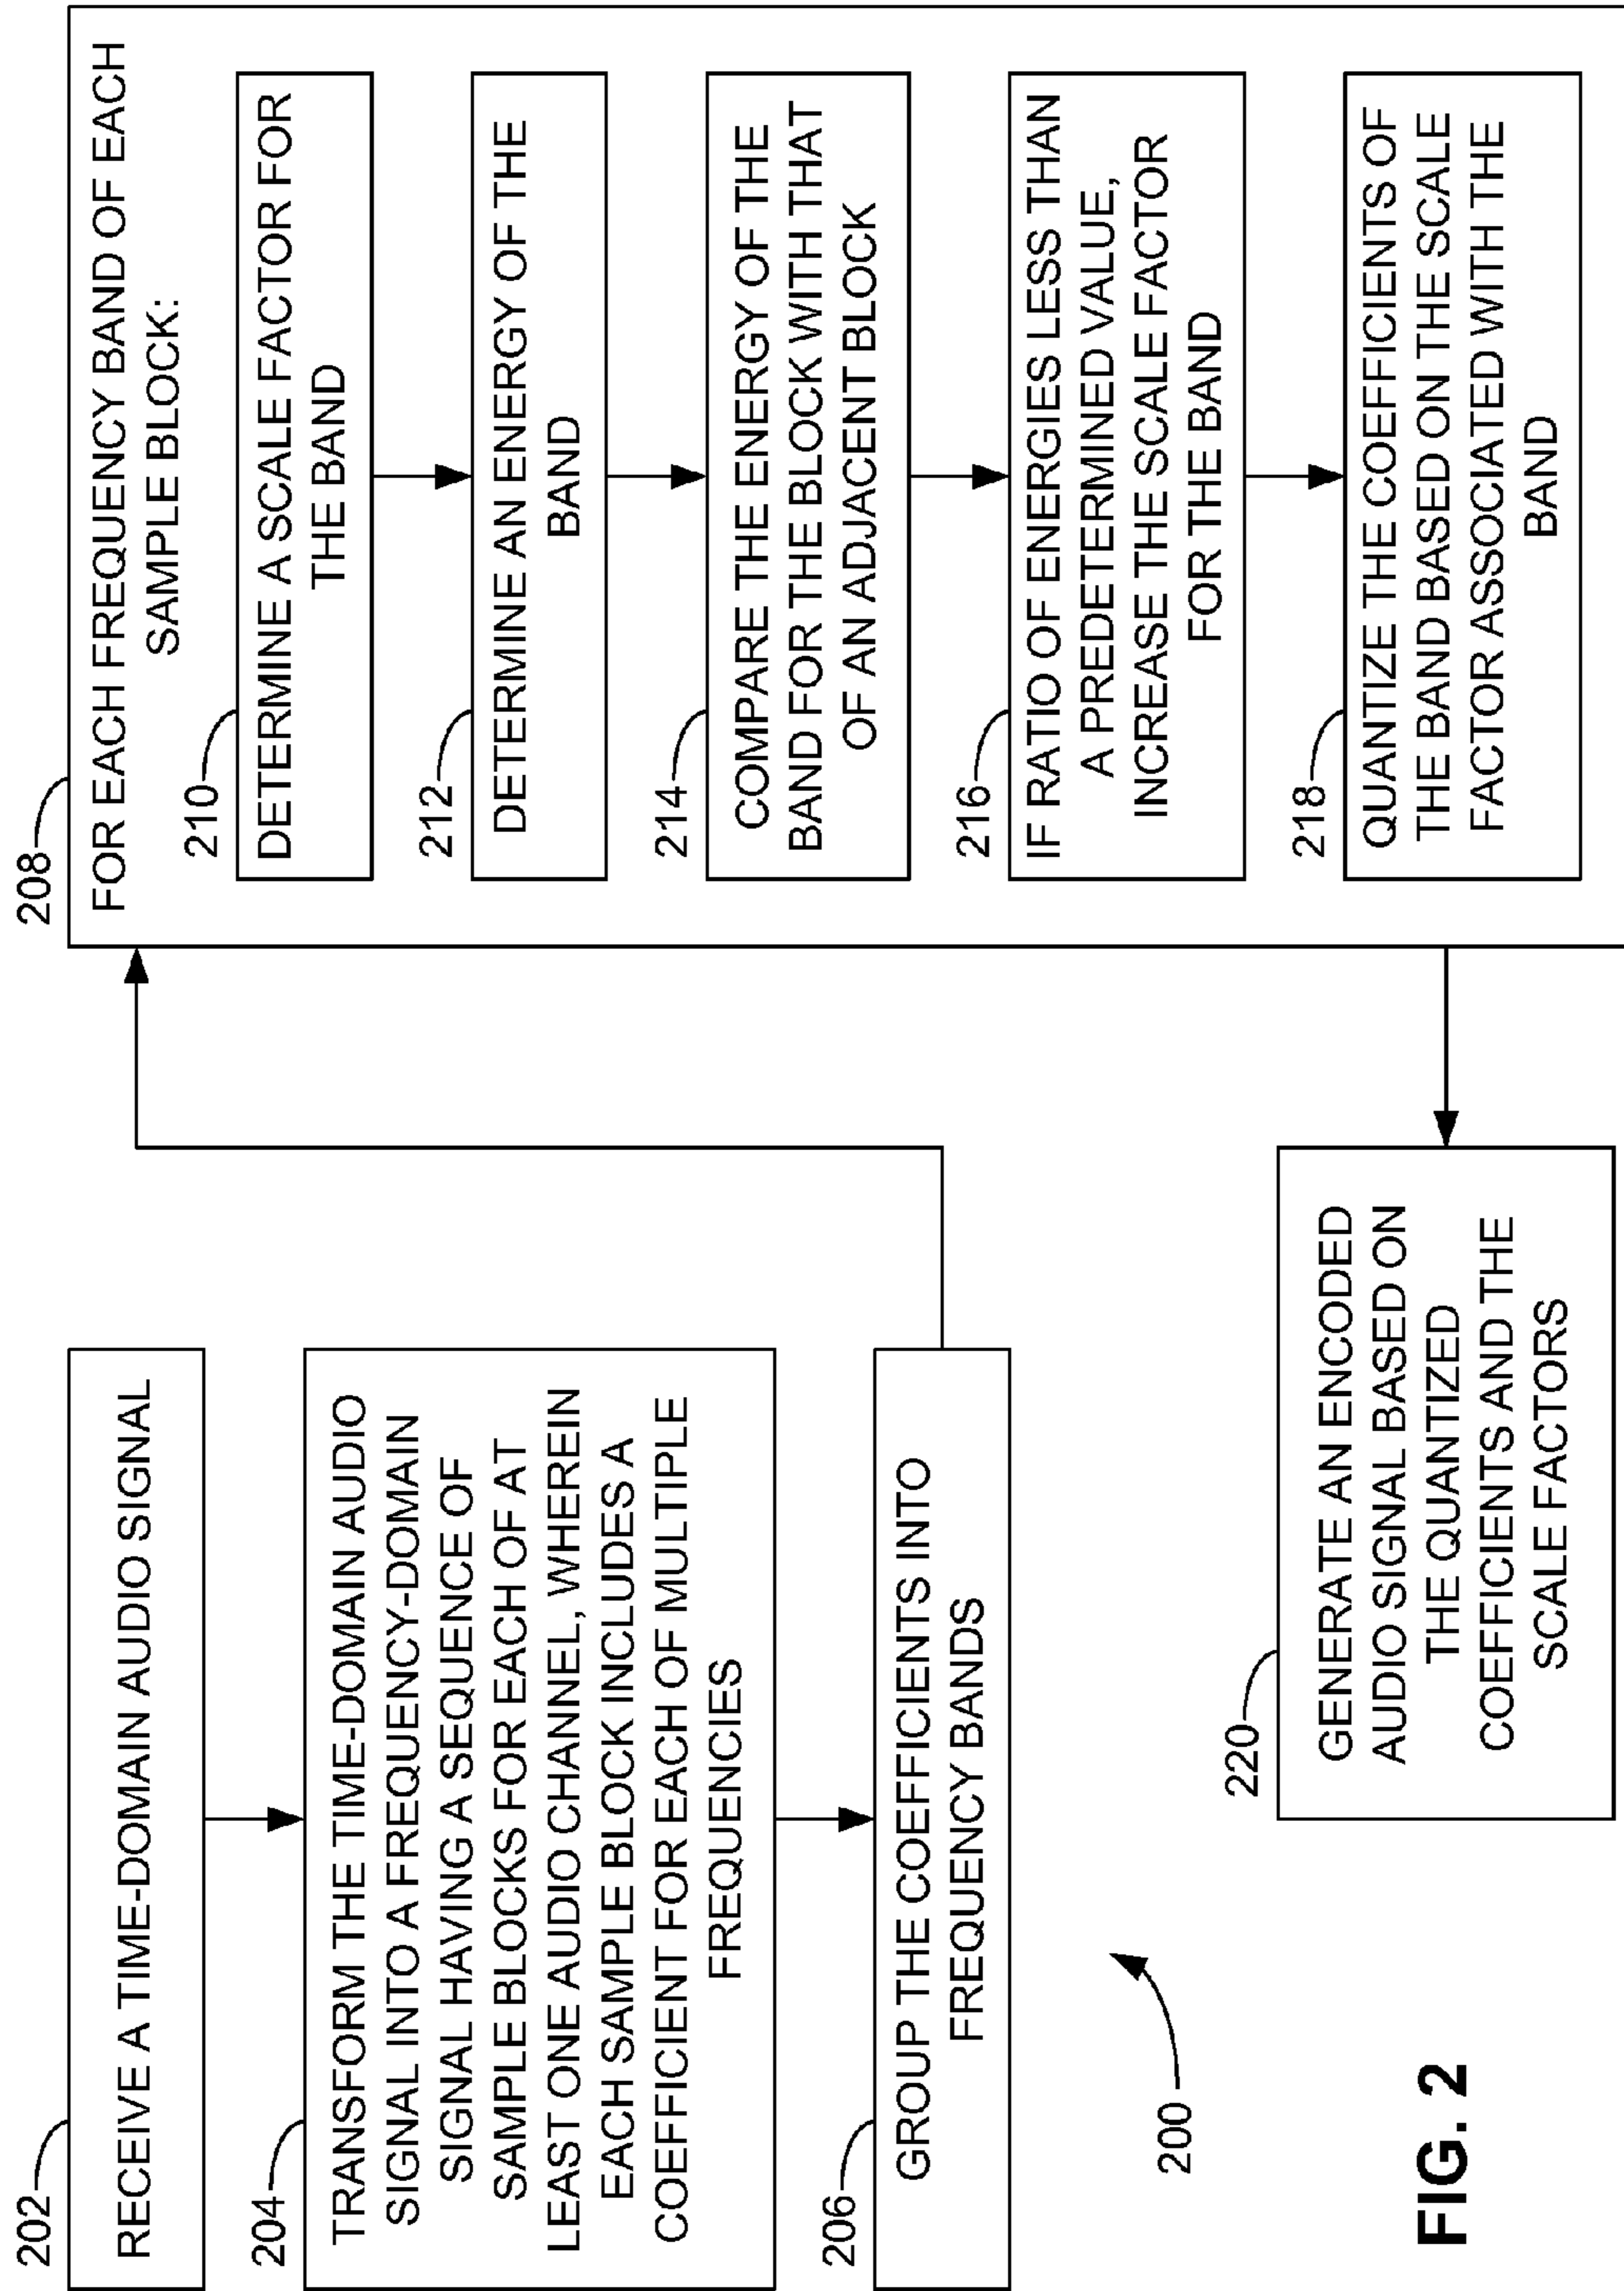 202
RECEIVE A TIME-DOMAIN AUDIO SIGNAL
204
TRANSFORM THE TIME-DOMAIN AUDIO
SIGNAL INTO A FREQUENCY-DOMAIN
SIGNAL HAVING A SEQUENCE OF
SAMPLE BLOCKS FOR EACH OF AT
LEAST ONE AUDIO CHANNEL, WHEREIN
EACH SAMPLE BLOCK INCLUDES A
COEFFICIENT FOR EACH OF MULTIPLE
FREQUENCIES
206
GROUP THE COEFFICIENTS INTO
FREQUENCY BANDS
208
FOR EACH FREQUENCY BAND OF EACH
SAMPLE BLOCK:
210
DETERMINE A SCALE FACTOR FOR
THE BAND
212
DETERMINE AN ENERGY OF THE
BAND
214
COMPARE THE ENERGY OF THE
BAND FOR THE BLOCK WITH THAT
OF AN ADJACENT BLOCK
216
IF RATIO OF ENERGIES LESS THAN
A PREDETERMINED VALUE,
INCREASE THE SCALE FACTOR
FOR THE BAND
218
QUANTIZE THE COEFFICIENTS OF
THE BAND BASED ON THE SCALE
FACTOR ASSOCIATED WITH THE
BAND
220
GENERATE AN ENCODED
AUDIO SIGNAL BASED ON
THE QUANTIZED
COEFFICIENTS AND THE
SCALE FACTORS
200
FIG. 2